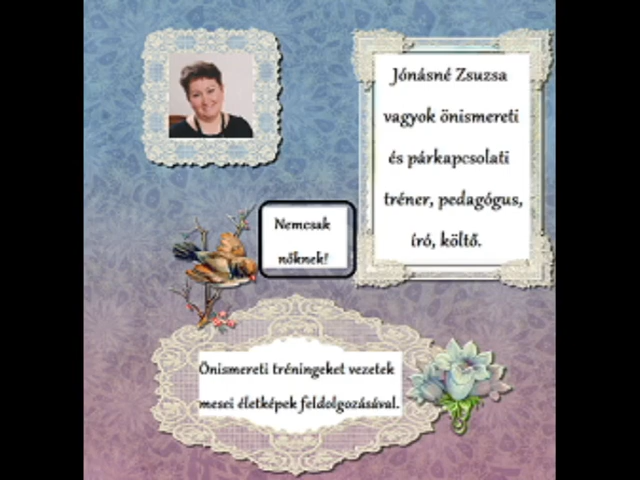 Jónásné Zsuzsa
vagyok önismereti
és párkapcsolati
tréner, pedagógus,
író, költő.
Nemcsak
nőknek!
Önismereti tréningeket vezetek
mesei életképek feldolgozásával.